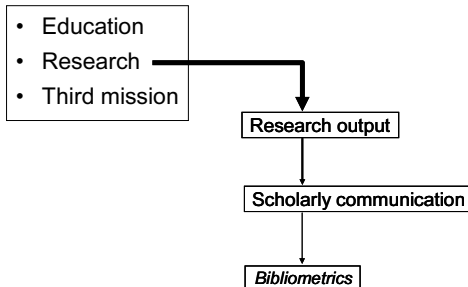 • Education
• Research
• Third mission
Research output
Scholarly communication
Bibliometrics